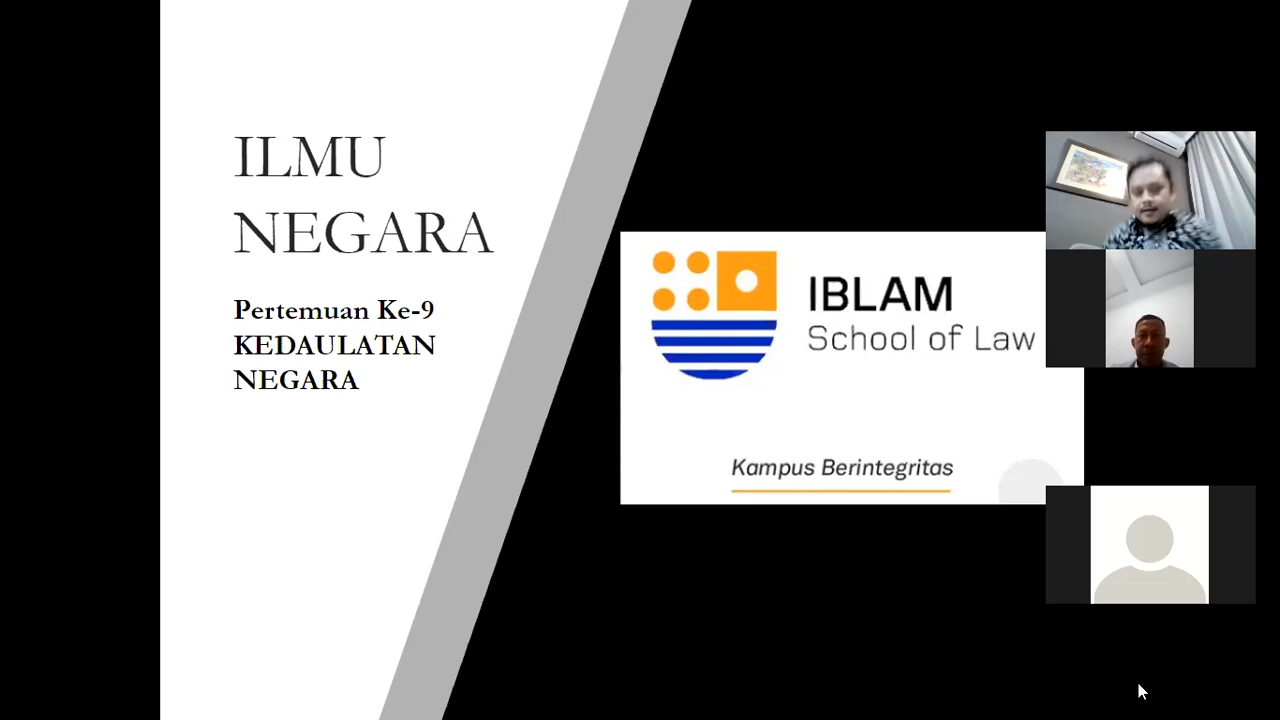 ILMU
NEGARA
Pertemuan Ke-9
KEDAULATAN
NEGARA
IBLAM
School of Law
Kampus Berintegritas